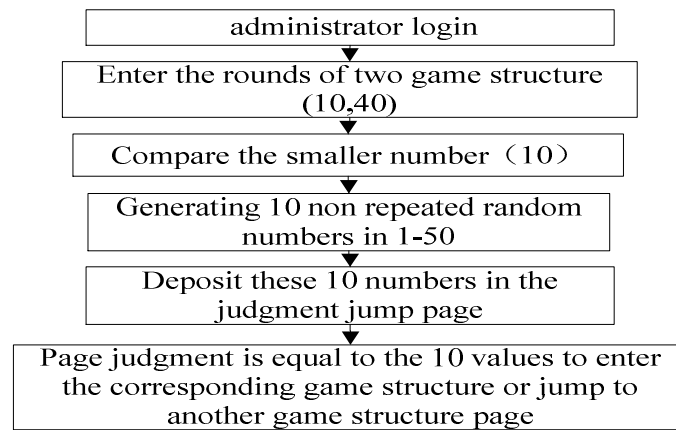 administrator login
Enter the rounds of two game structure
(10,40)
Compare the smaller number（10）
Generating 10 non repeated random
numbers in 1-50
Deposit these 10 numbers in the
judgment jump page
Page judgment is equal to the 10 values to enter
the corresponding game structure or jump to
another game structure page